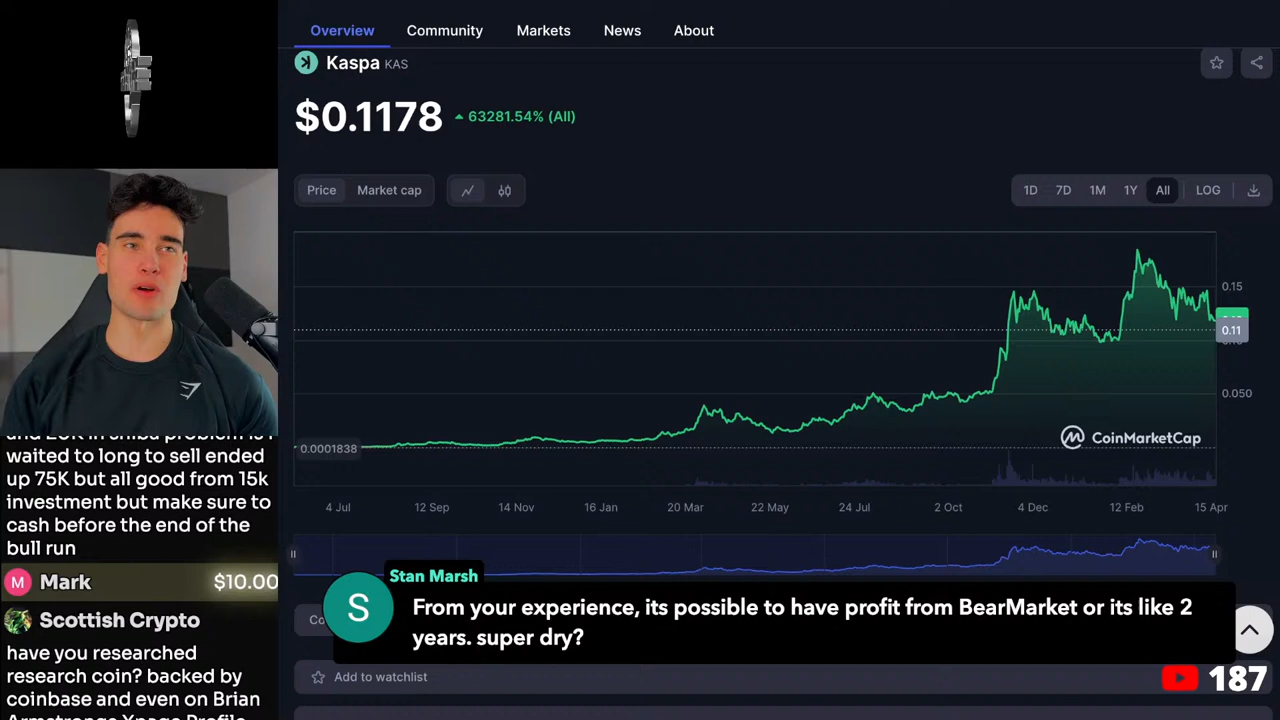 Overview Community Markets News About
Kaspa KAS
$0.1178 63281.54% (All)
Price Market cap
1D 7D 1M 1Y All LOG
0.15
0.11
0.050
0.0001838
CoinMarketCap
4 Jul 12 Sep 14 Nov 16 Jan 20 Mar 22 May 24 Jul 2 Oct 4 Dec 12 Feb 15 Apr
waited to long to sell ended
up 75K but all good from 15k
investment but make sure to
cash before the end of the
bull run
M Mark $10.00
Scottish Crypto
have you researched
research coin? backed by
coinbase and even on Brian
Stan Marsh
S
From your experience, its possible to have profit from BearMarket or its like 2
years. super dry?
Add to watchlist
187